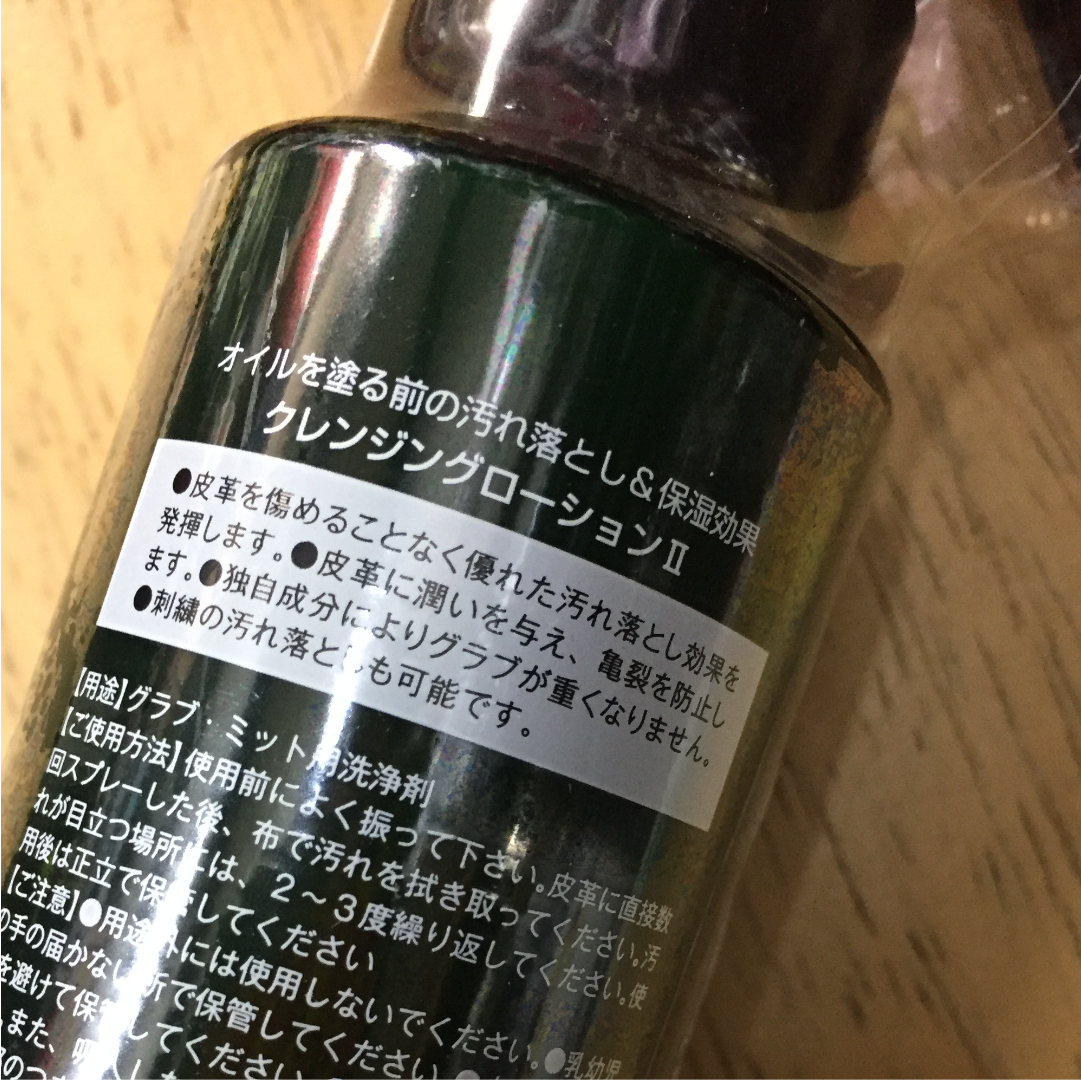 オイルを塗る前の汚れ落とし&保湿効果
クレンジングローションⅡ
●皮革を傷めることなく優れた汚れ落とし効果を
発揮します。●皮革に潤いを与え、亀裂を防止し
ます。●独自成分によりグラブが重くなりません。
●刺繍の汚れ落としも可能です。
【用途】グラブ・ミット用洗浄剤
【ご使用方法】使用前によく振って下さい。皮革に直接数
回スプレーした後、布で汚れを拭き取ってください。汚
れが目立つ場所には、2～3度繰り返してください。使
用後は正立で保管してください
【ご注意】●用途外には使用しないでください。●乳幼児
の手の届かない所で保管してください
を避けて保管してください
また、吸入した